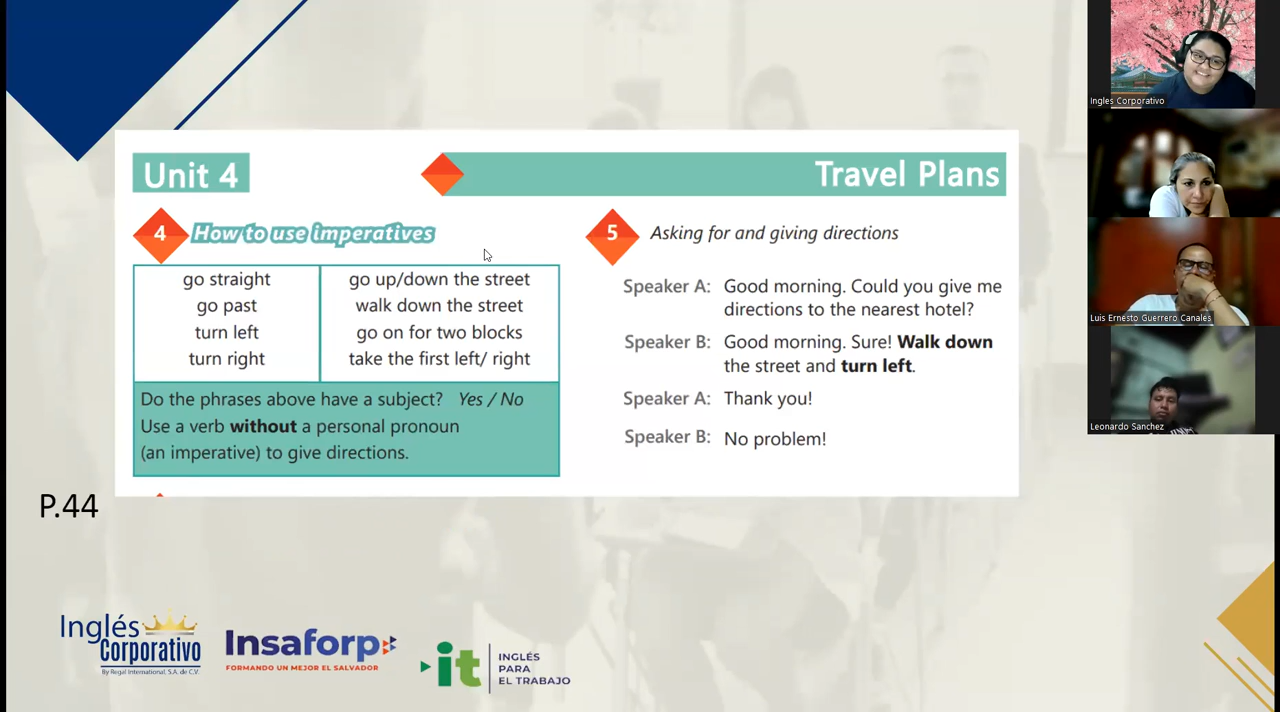 Unit 4
Travel Plans
4 How to use imperatives
go straight
go past
turn left
turn right
go up/down the street
walk down the street
go on for two blocks
take the first left/ right
Do the phrases above have a subject? Yes / No
Use a verb without a personal pronoun
(an imperative) to give directions.
5 Asking for and giving directions
Speaker A: Good morning. Could you give me
directions to the nearest hotel?
Speaker B: Good morning. Sure! Walk down
the street and turn left.
Speaker A: Thank you!
Speaker B: No problem!
P.44
Inglés
Corporativo
By Regal International, S.A. de C.V.
Insaforp
FORMANDO UN MEJOR EL SALVADOR
it
INGLÉS
PARA
EL TRABAJO
Ingles Corporativo
Luis Ernesto Guerrero Canales
Leonardo Sanchez